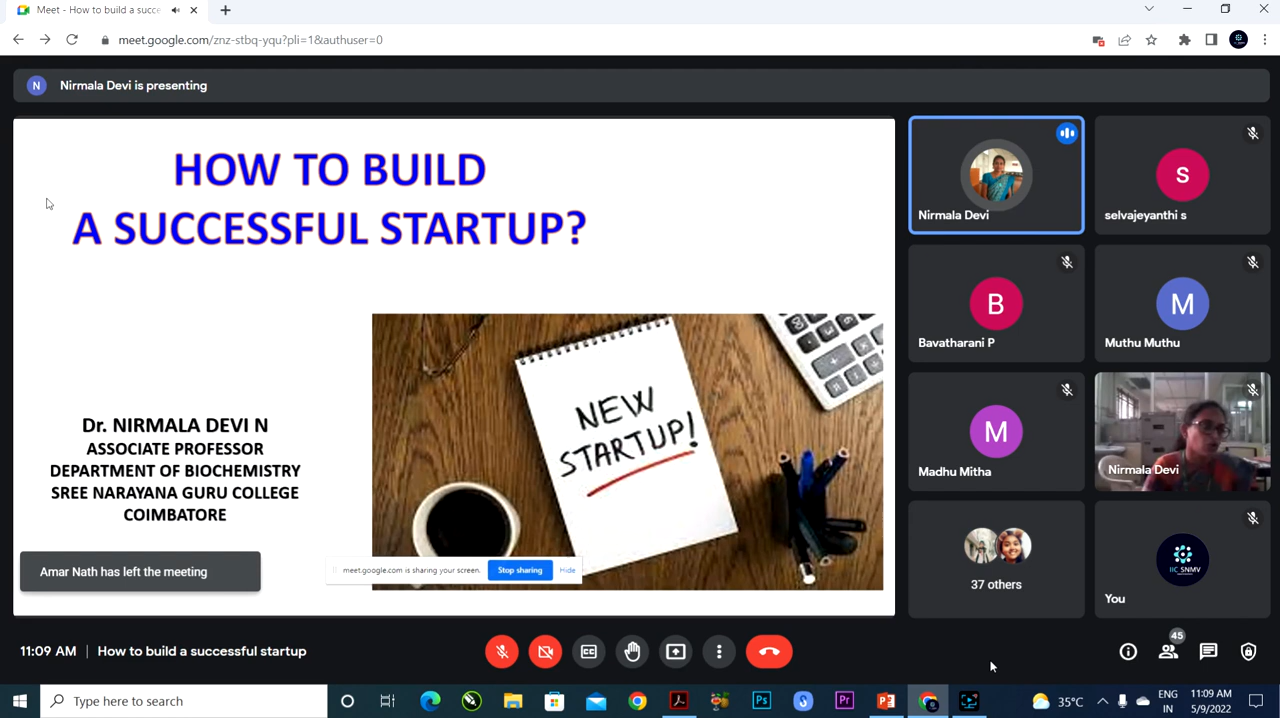 Meet - How to build a succe
meet.google.com/znz-stbq-yqu?pli=1&authuser=0
N
Nirmala Devi is presenting
HOW TO BUILD
A SUCCESSFUL STARTUP?
NEW
STARTUP!
Dr. NIRMALA DEVI N
ASSOCIATE PROFESSOR
DEPARTMENT OF BIOCHEMISTRY
SREE NARAYANA GURU COLLEGE
COIMBATORE
Amar Nath has left the meeting
meet.google.com is sharing your screen.
Stop sharing
Hide
Nirmala Devi
S
selvajeyanthi s
B
Bavatharani P
M
Muthu Muthu
M
Madhu Mitha
Nirmala Devi
37 others
IIC SNMV
You
11:09 AM
How to build a successful startup
45
Type here to search
Ps
S
Pr
35°C
ENG
IN
11:09 AM
5/9/2022